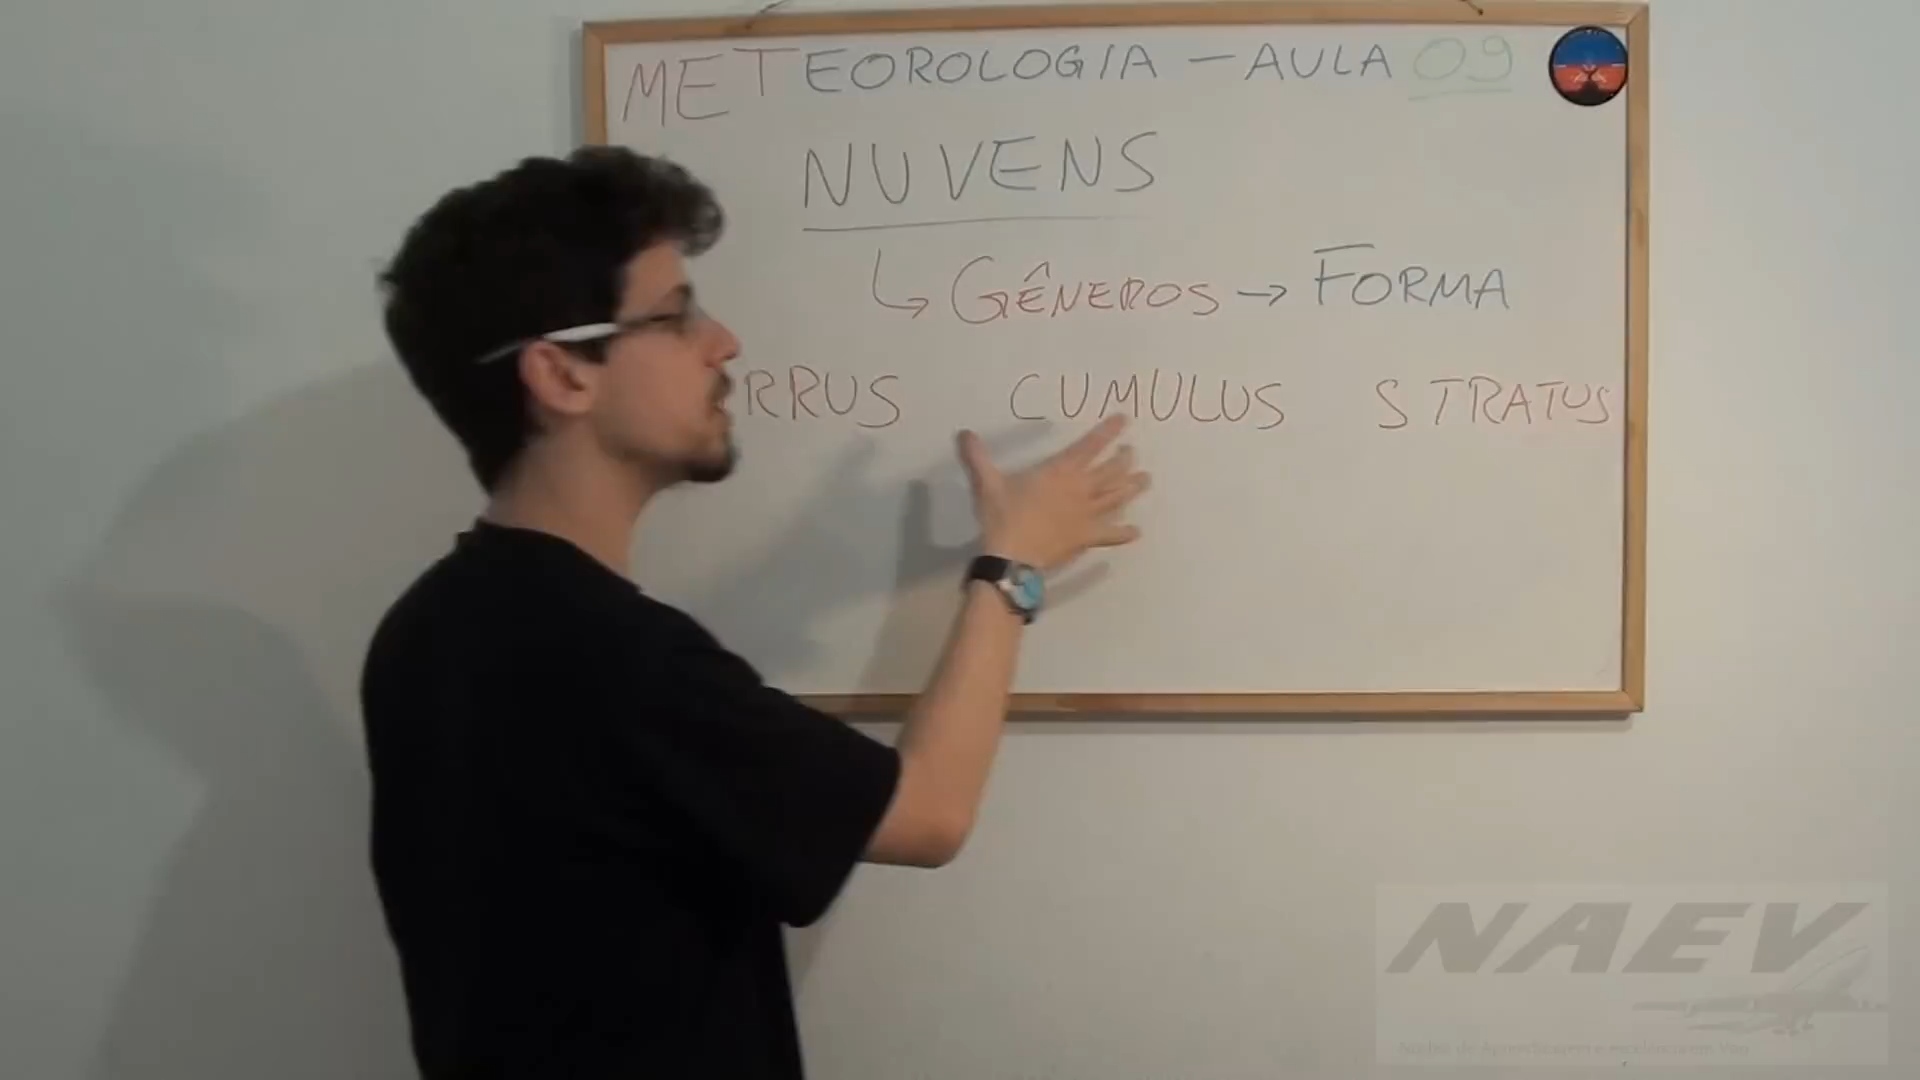 METEOROLOGIA - AULA 09
NUVENS
↳ GÊNEROS → FORMA
RRUS CUMULUS STRATUS
NAEV